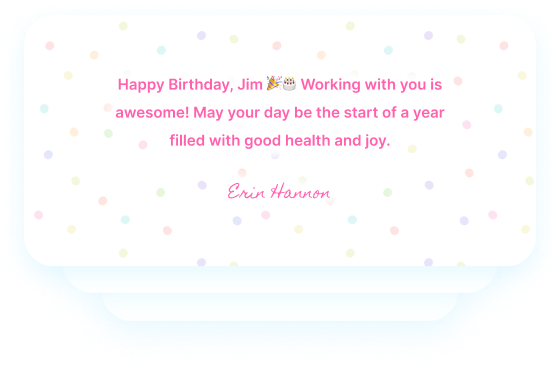 Happy Birthday, Jim 🎉🎂 Working with you is
awesome! May your day be the start of a year
filled with good health and joy.
Erin Hannon